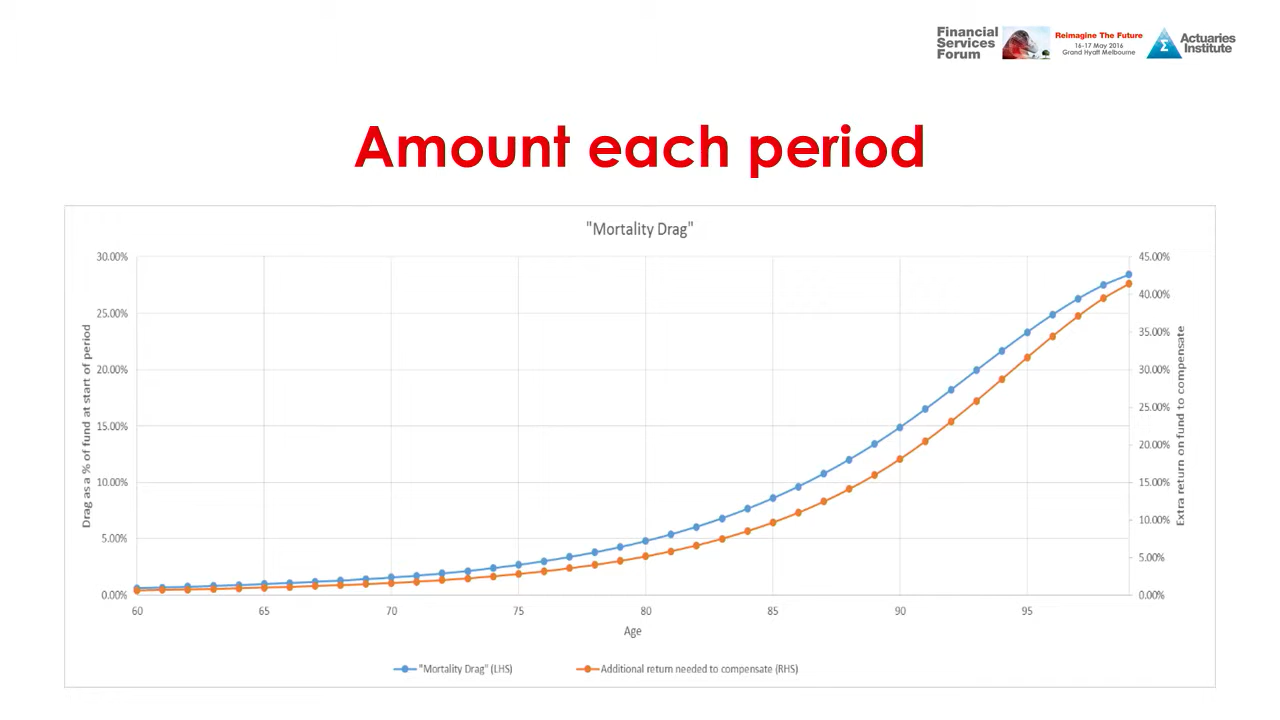 Financial
Services
Forum
Reimagine The Future
16-17 May 2016
Grand Hyatt Melbourne
Σ
Actuaries
Institute
Amount each period
"Mortality Drag"
30.00%
25.00%
20.00%
15.00%
10.00%
5.00%
0.00%
Drag as a % of fund at start of period
45.00%
40.00%
35.00%
30.00%
25.00%
20.00%
15.00%
10.00%
5.00%
0.00%
Extra return on fund to compensate
60 65 70 75 80 85 90 95
Age
"Mortality Drag" (LHS)
Additional return needed to compensate (RHS)